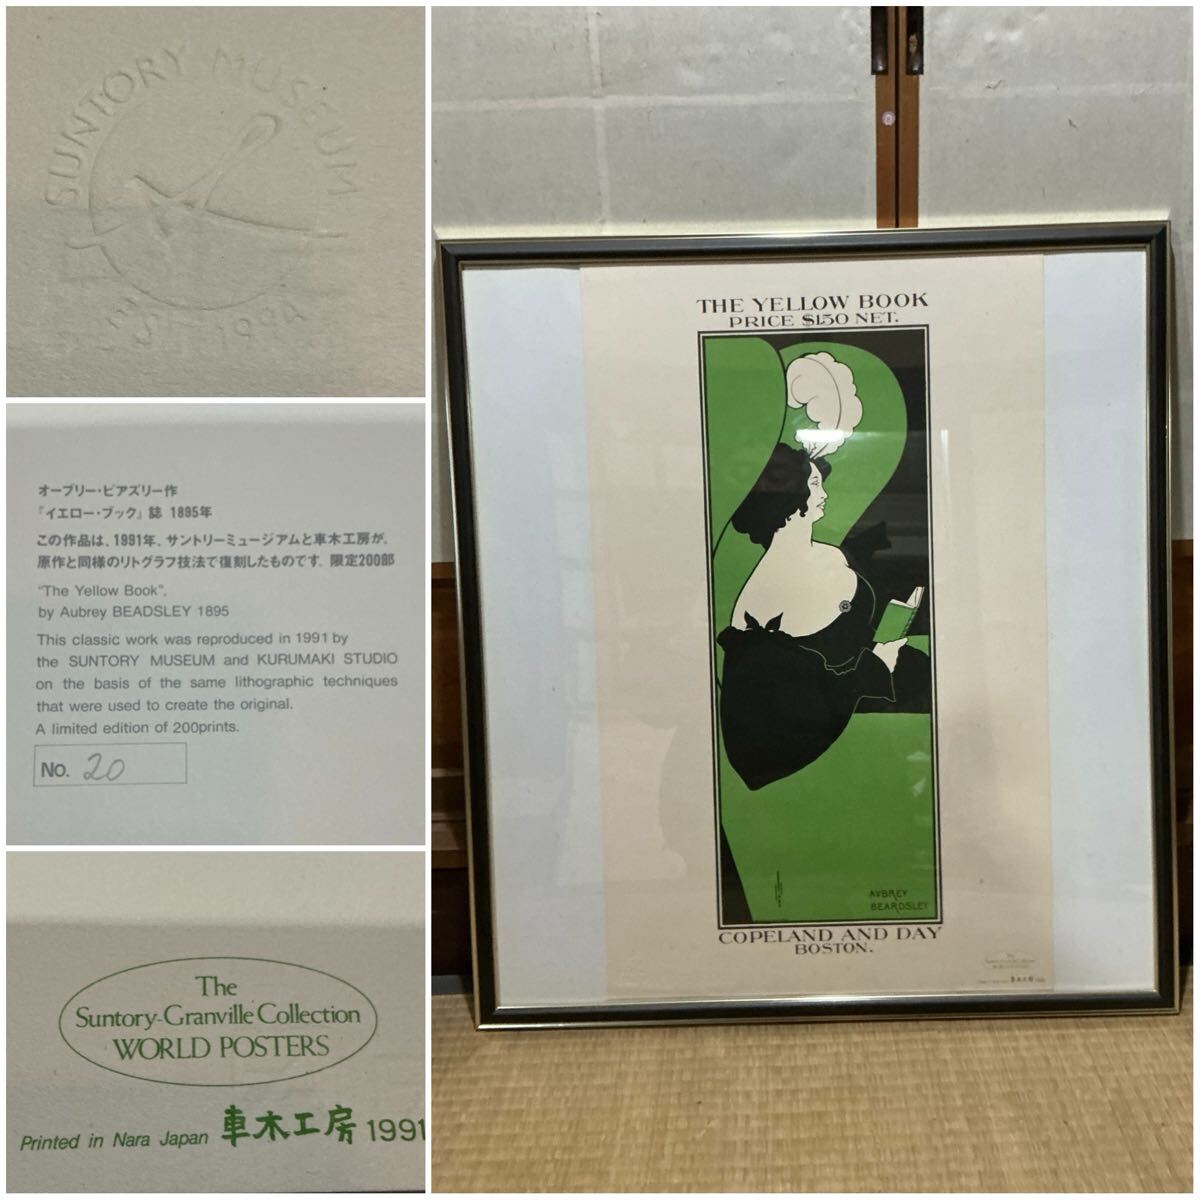 SUNTORY MUSEUM
1994
オーブリー・ビアズリー作
『イエロー・ブック』誌 1895年
この作品は、1991年、サントリーミュージアムと車木工房が、
原作と同様のリトグラフ技法で復刻したものです。限定200部
"The Yellow Book",
by Aubrey BEADSLEY 1895
This classic work was reproduced in 1991 by
the SUNTORY MUSEUM and KURUMAKI STUDIO
on the basis of the same lithographic techniques
that were used to create the original.
A limited edition of 200prints.
No. 20
The
Suntory-Granville Collection
WORLD POSTERS
Printed in Nara Japan 車木工房 1991
THE YELLOW BOOK
PRICE $1.50 NET.
AVBREY
BEARDSLEY
COPELAND AND DAY
BOSTON.